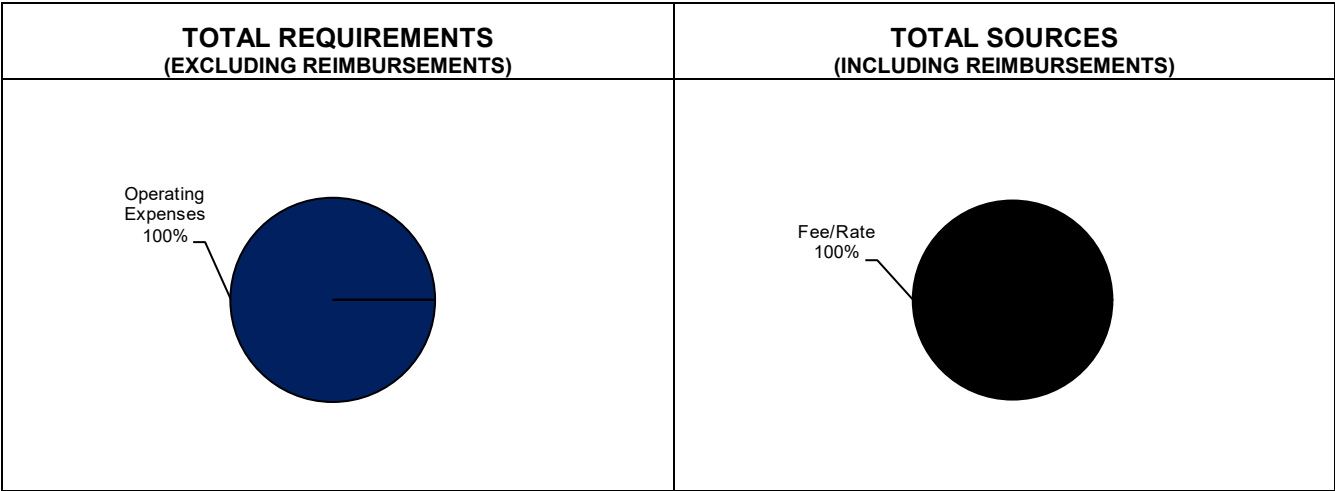 TOTAL REQUIREMENTS
(EXCLUDING REIMBURSEMENTS)
TOTAL SOURCES
(INCLUDING REIMBURSEMENTS)
Operating
Expenses
100%
Fee/Rate
100%